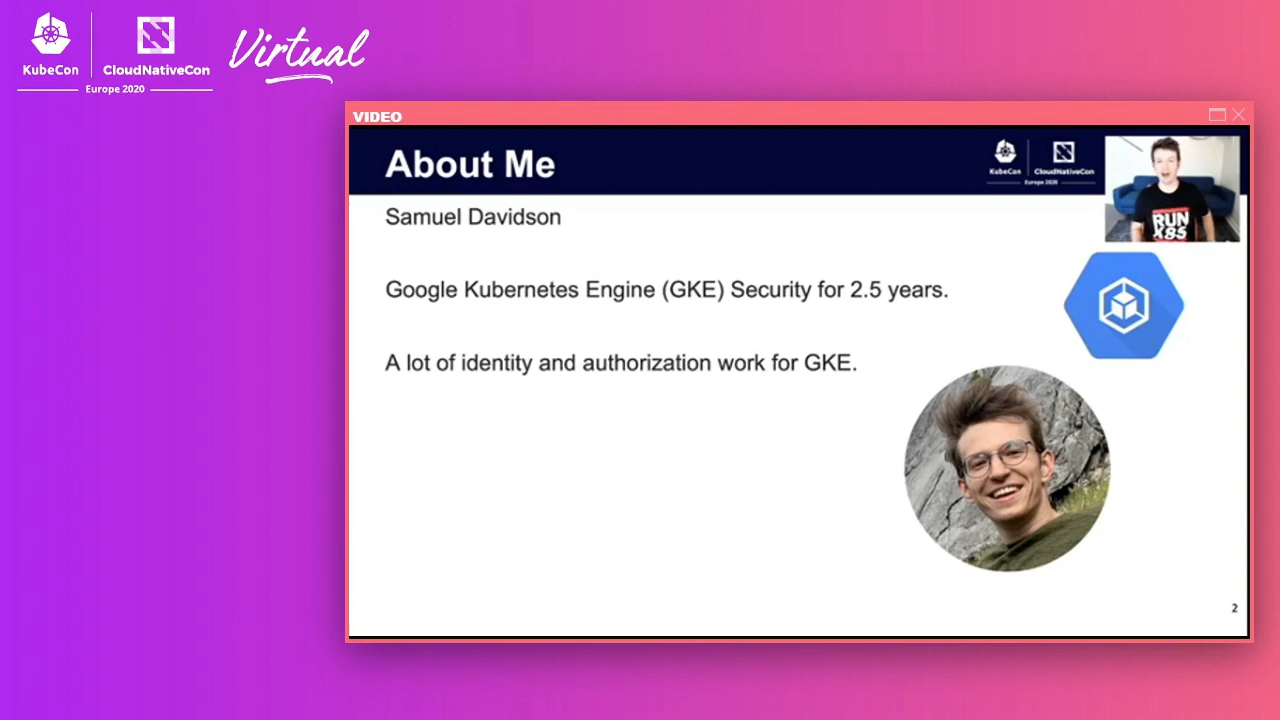 KubeCon
CloudNativeCon
Virtual
Europe 2020
VIDEO
About Me
KubeCon
CloudNativeCon
Europe 2020
Samuel Davidson
RUN
K8S
Google Kubernetes Engine (GKE) Security for 2.5 years.
A lot of identity and authorization work for GKE.
2